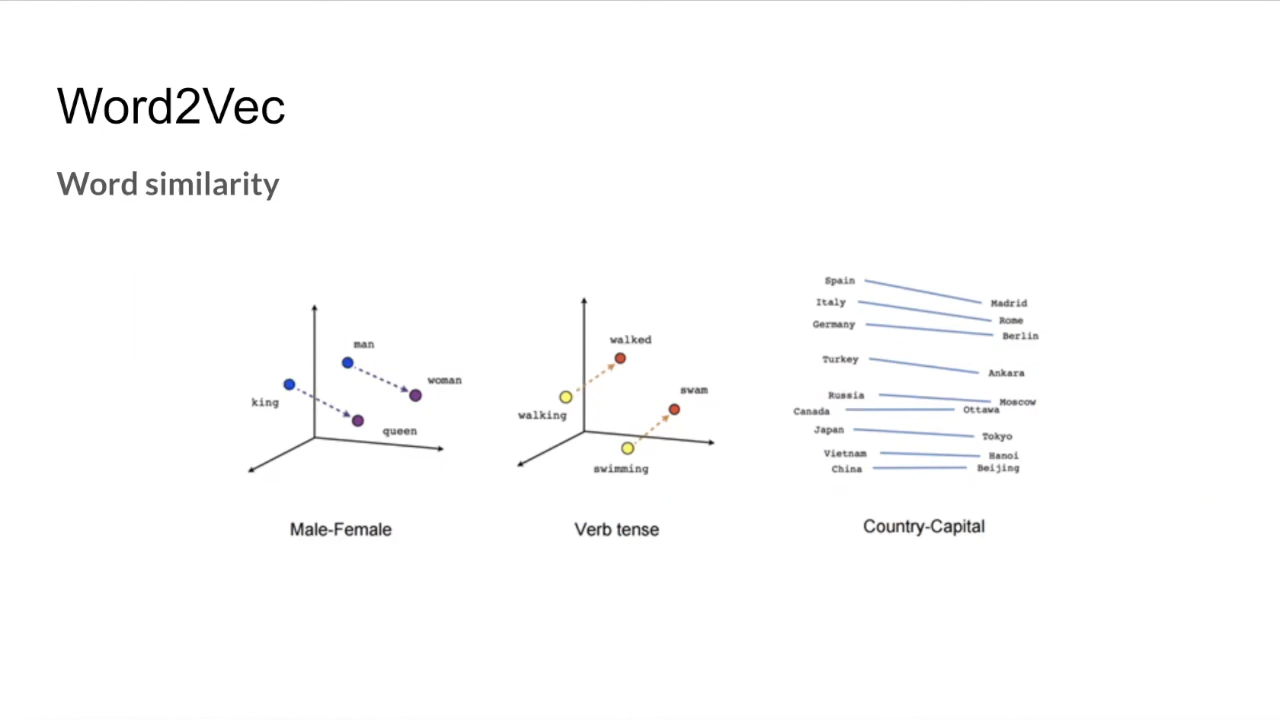 Word2Vec
Word similarity
man
woman
king
queen
Male-Female
walked
swam
walking
swimming
Verb tense
Spain Madrid
Italy Rome
Germany Berlin
Turkey Ankara
Russia Moscow
Canada Ottawa
Japan Tokyo
Vietnam Hanoi
China Beijing
Country-Capital